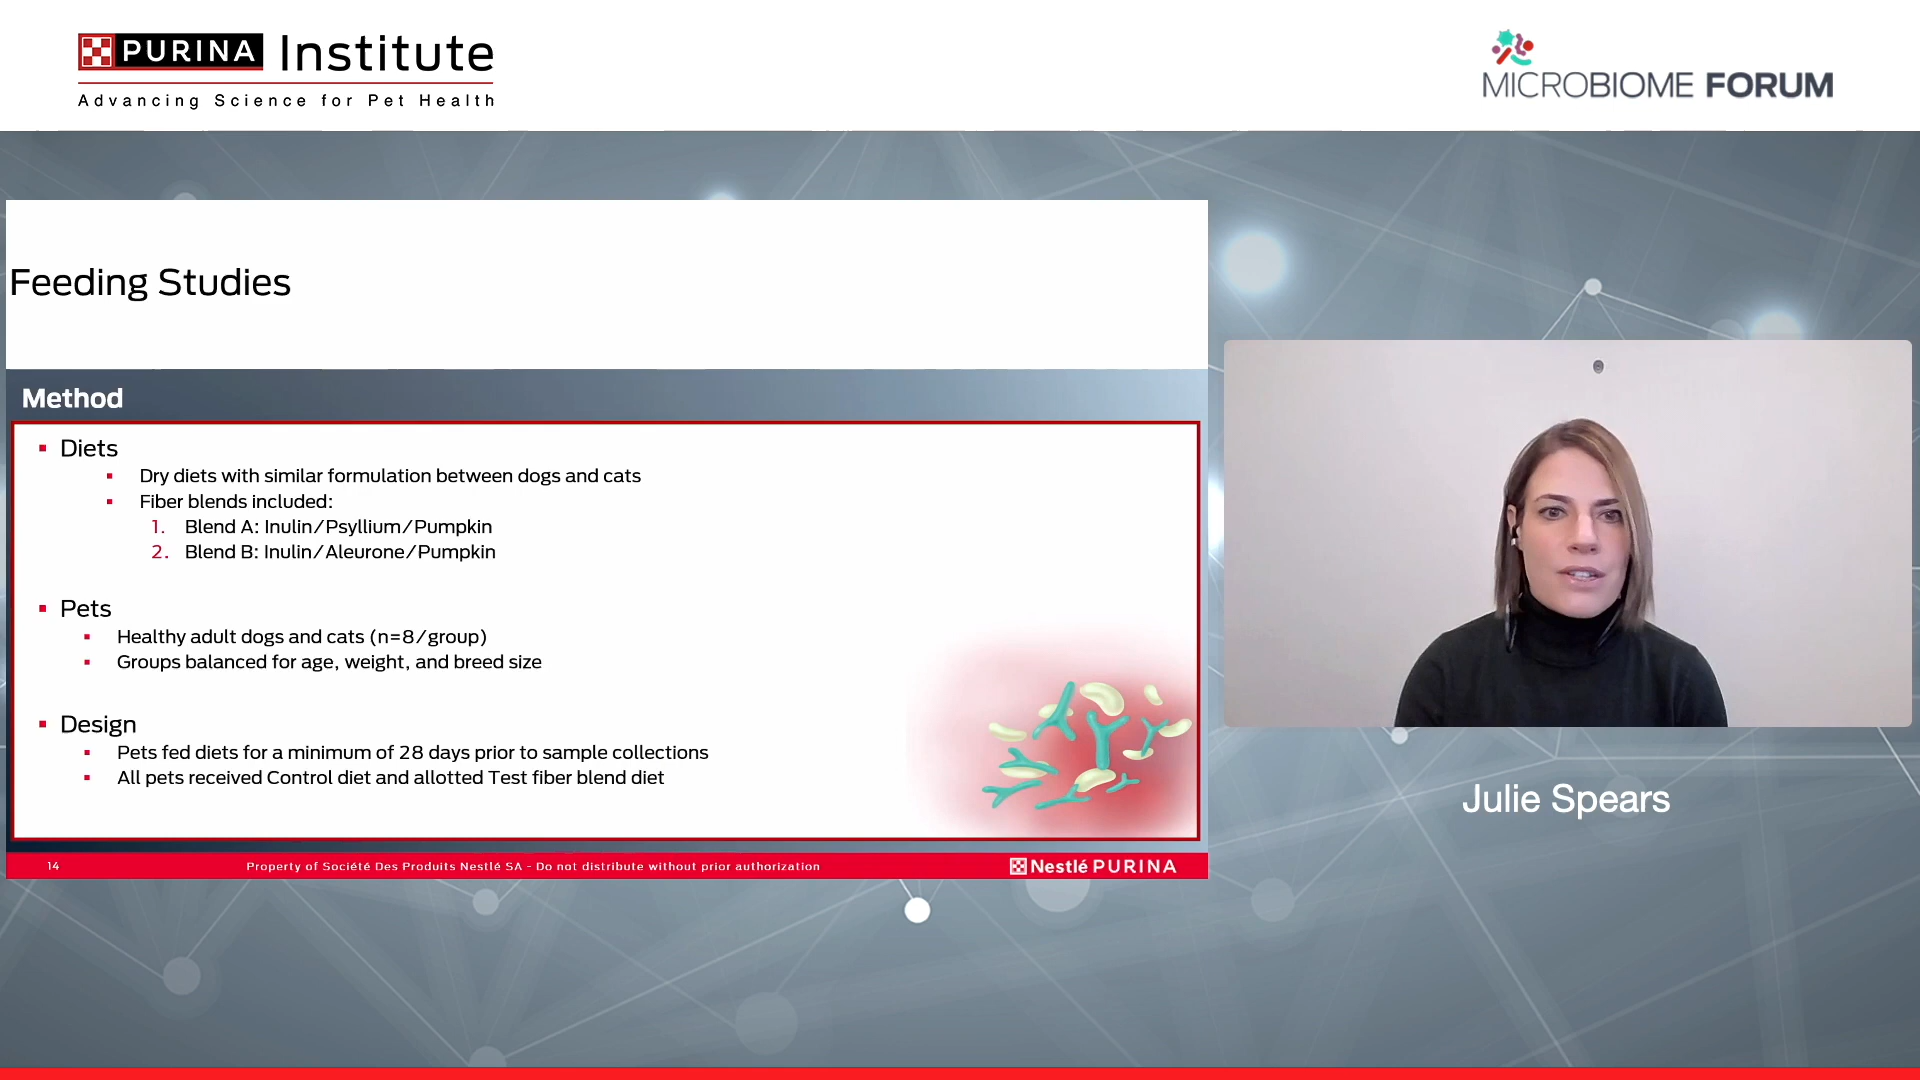 PURINA Institute
Advancing Science for Pet Health
MICROBIOME FORUM
Feeding Studies
Method
Diets
Dry diets with similar formulation between dogs and cats
Fiber blends included:
1. Blend A: Inulin/Psyllium/Pumpkin
2. Blend B: Inulin/Aleurone/Pumpkin
Pets
Healthy adult dogs and cats (n=8/group)
Groups balanced for age, weight, and breed size
Design
Pets fed diets for a minimum of 28 days prior to sample collections
All pets received Control diet and allotted Test fiber blend diet
14
Property of Société Des Produits Nestlé SA - Do not distribute without prior authorization
Nestlé PURINA
Julie Spears